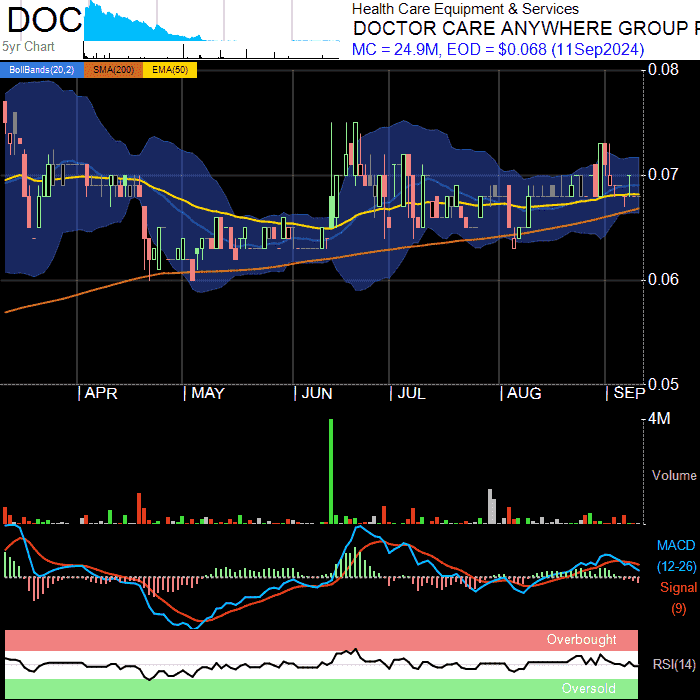 DOC
5yr Chart
Health Care Equipment & Services
DOCTOR CARE ANYWHERE GROUP
MC = 24.9M, EOD = $0.068 (11Sep2024)
BollBands(20,2) SMA(200) EMA(50)
0.08
0.07
0.06
0.05
APR MAY JUN JUL AUG SEP
4M
Volume
MACD
(12-26)
Signal
(9)
Overbought
RSI(14)
Oversold